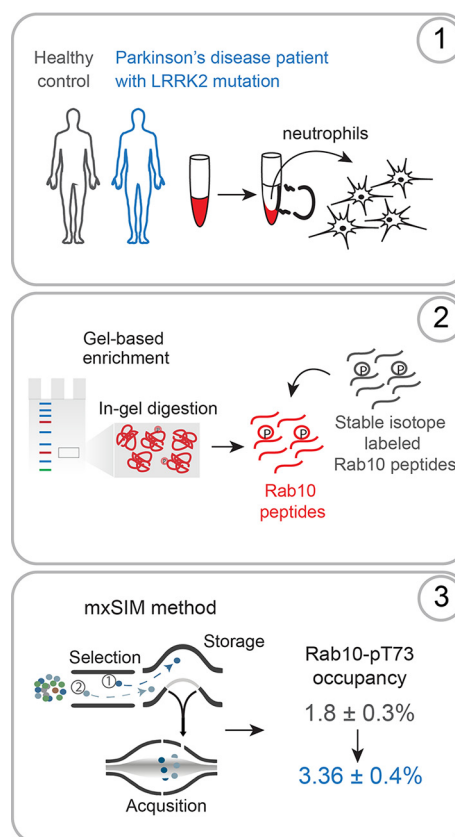 1
Healthy
control
Parkinson's disease patient
with LRRK2 mutation
neutrophils
2
Gel-based
enrichment
In-gel digestion
P P
P P
Stable isotope
labeled
Rab10 peptides
Rab10
peptides
3
mxSIM method
Selection
Storage
1
2
Acqusition
Rab10-pT73
occupancy
1.8 ± 0.3%
3.36 ± 0.4%